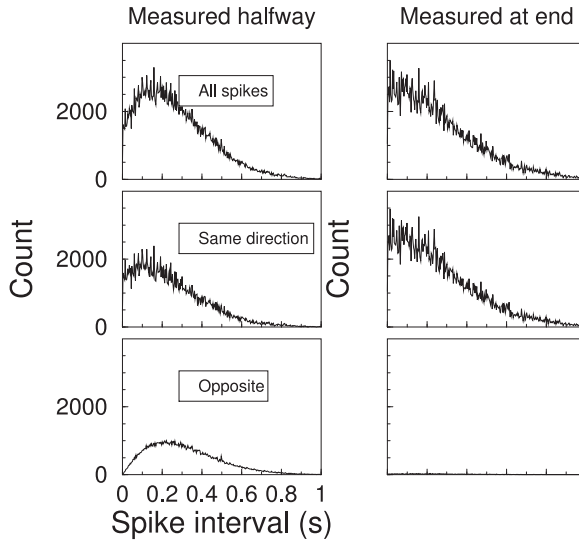 Measured halfway
Measured at end
All spikes
2000
0
Same direction
2000
0
Count
Count
Opposite
2000
0
0 0.2 0.4 0.6 0.8 1
Spike interval (s)